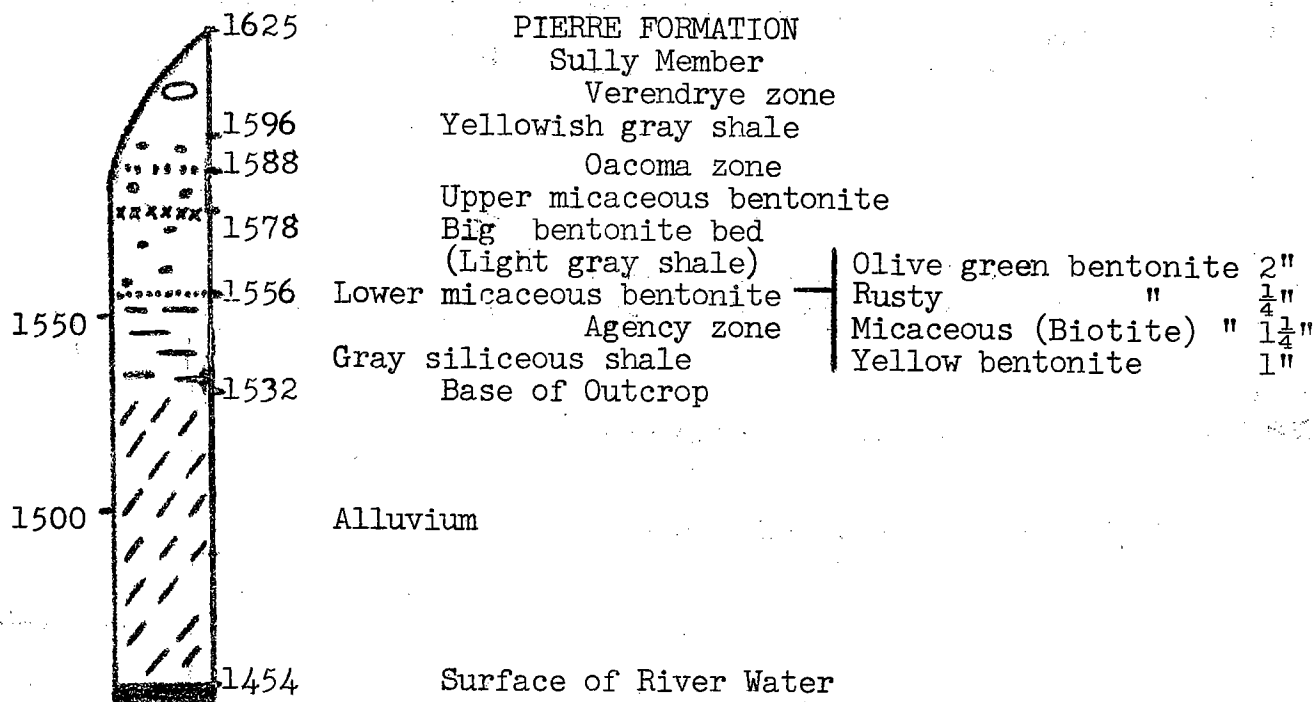 1625 PIERRE FORMATION
Sully Member
Verendrye zone
1596 Yellowish gray shale
1588 Oacoma zone
Upper micaceous bentonite
1578 Big bentonite bed
(Light gray shale)
1556 Lower micaceous bentonite
Olive green bentonite 2"
Rusty " 1/4"
Micaceous (Biotite) " 1 1/4"
Yellow bentonite 1"
1550
Agency zone
Gray siliceous shale
1532 Base of Outcrop
1500 Alluvium
1454 Surface of River Water